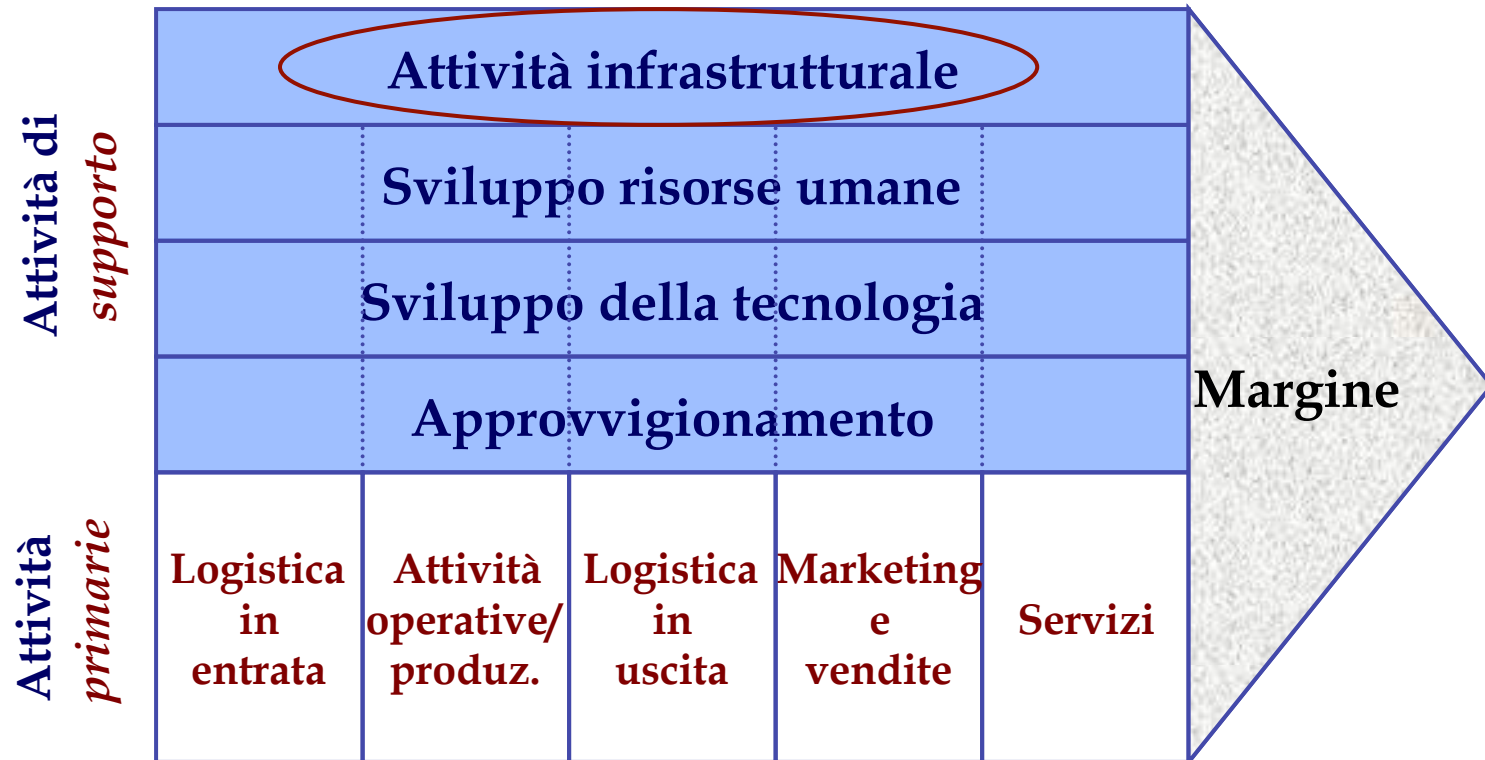 Attività di
supporto
Attività infrastrutturale
Sviluppo risorse umane
Sviluppo della tecnologia
Approvvigionamento
Margine
Attività
primarie
Logistica
in
entrata
Attività
operative/
produz.
Logistica
in
uscita
Marketing
e
vendite
Servizi